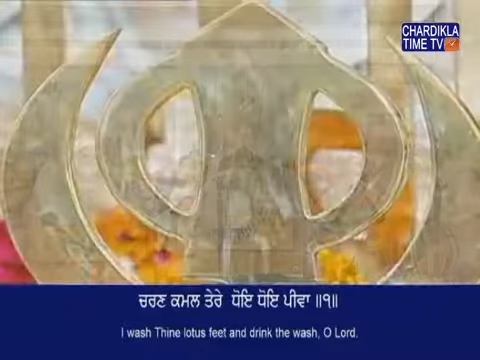 CHARDIKLA
TIME TV
ਚਰਣ ਕਮਲ ਤੇਰੇ ਧੋਇ ਧੋਇ ਪੀਵਾ ॥੧॥
I wash Thine lotus feet and drink the wash, O Lord.